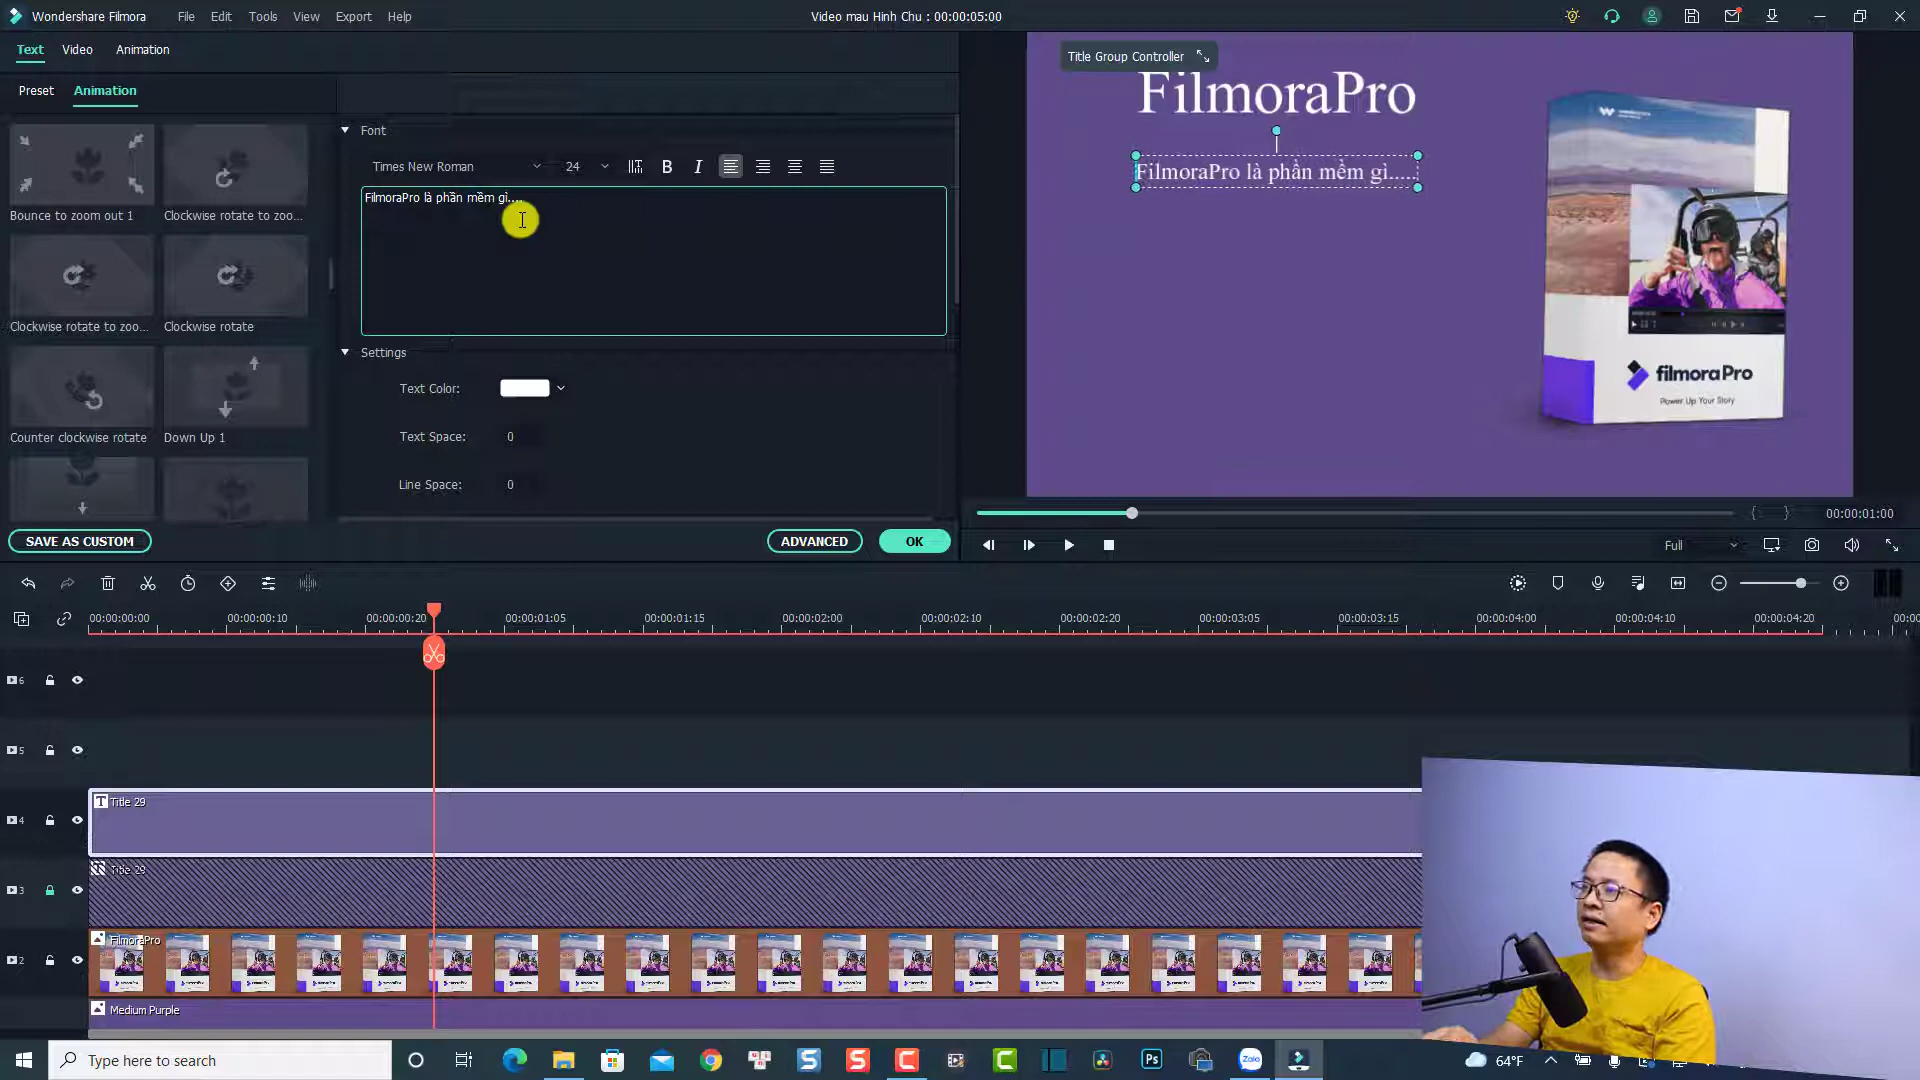 Wondershare Filmora File Edit Tools View Export Help
Video mau Hinh Chu : 00:00:05:00
Text Video Animation
Preset Animation
Bounce to zoom out 1
Clockwise rotate to zoo...
Clockwise rotate to zoo...
Clockwise rotate
Counter clockwise rotate
Down Up 1
SAVE AS CUSTOM
Font
Times New Roman 24 B I
FilmoraPro là phần mềm gì....
Settings
Text Color:
Text Space: 0
Line Space: 0
ADVANCED OK
Title Group Controller
FilmoraPro
FilmoraPro là phần mềm gì.....
filmoraPro
Power Up Your Story
{ } 00:00:01:00
Full
00:00:00:00 00:00:00:10 00:00:00:20 00:00:01:05 00:00:01:15 00:00:02:00 00:00:02:10 00:00:02:20 00:00:03:05 00:00:03:15 00:00:04:00 00:00:04:10 00:00:04:20 00:00
6
5
Title 29
4
Title 29
3
FilmoraPro
2
Medium Purple
Type here to search
Ps
Zalo
64°F